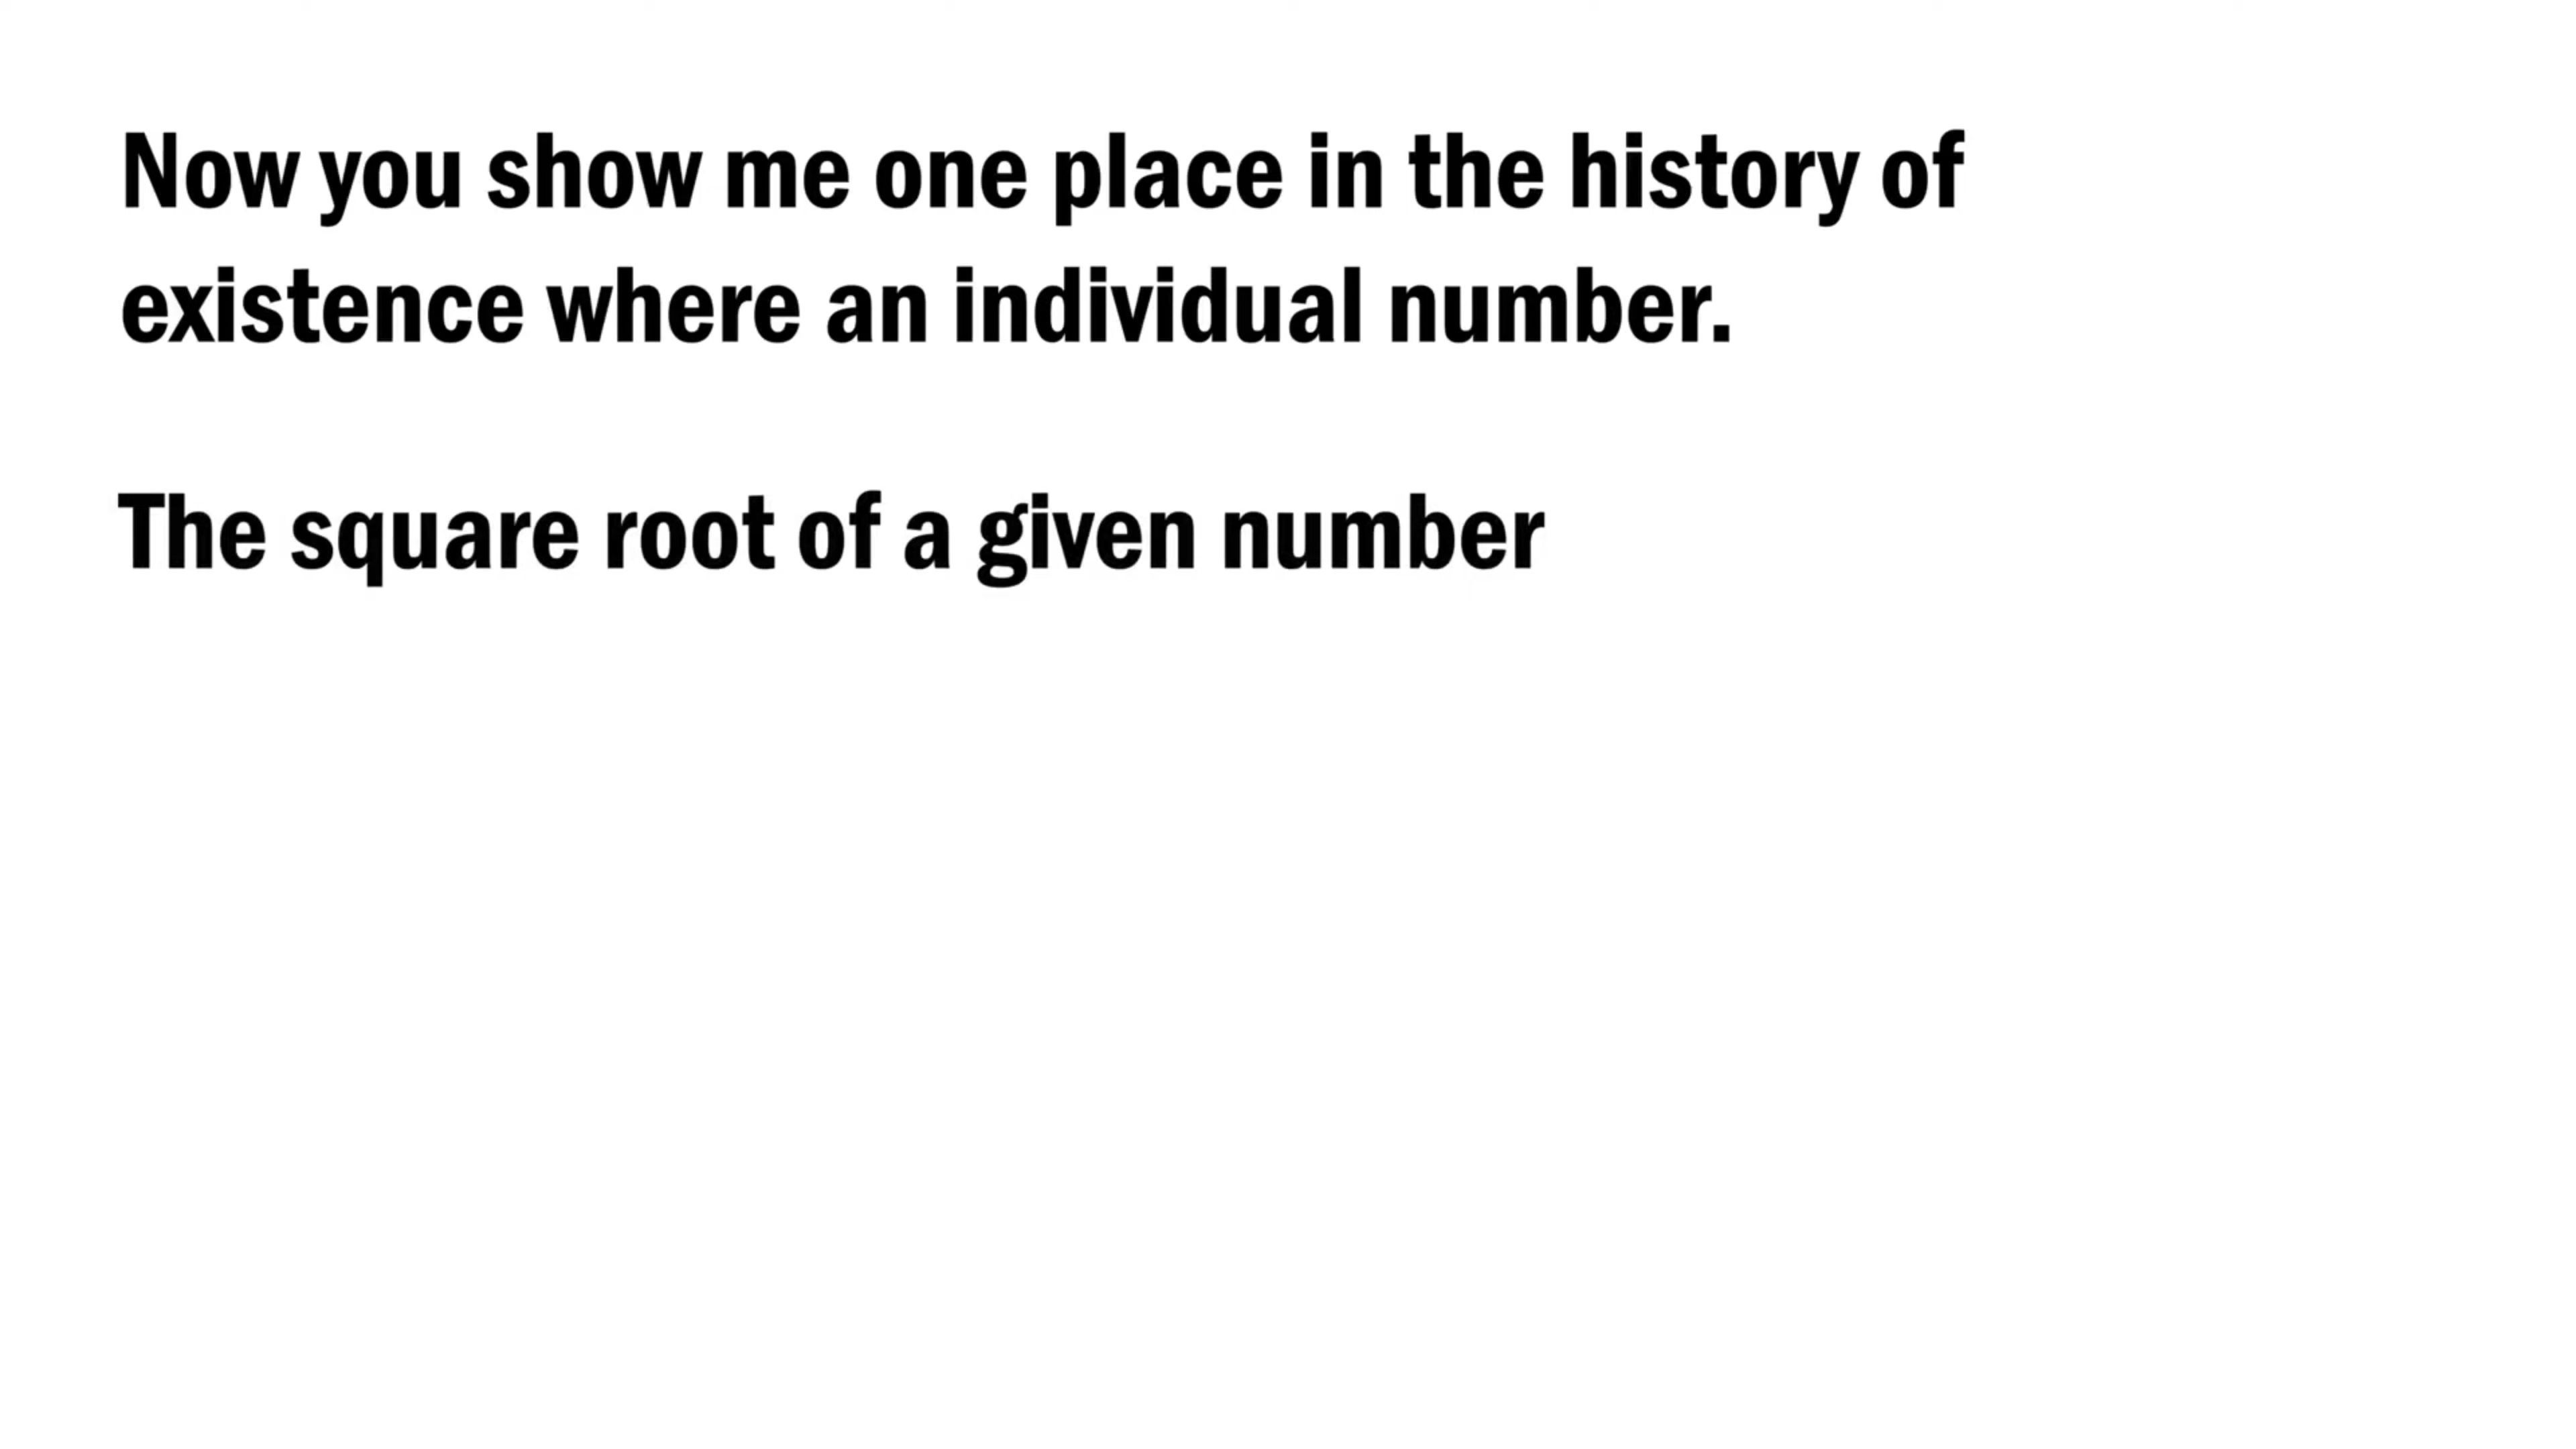 Now you show me one place in the history of
existence where an individual number.
The square root of a given number